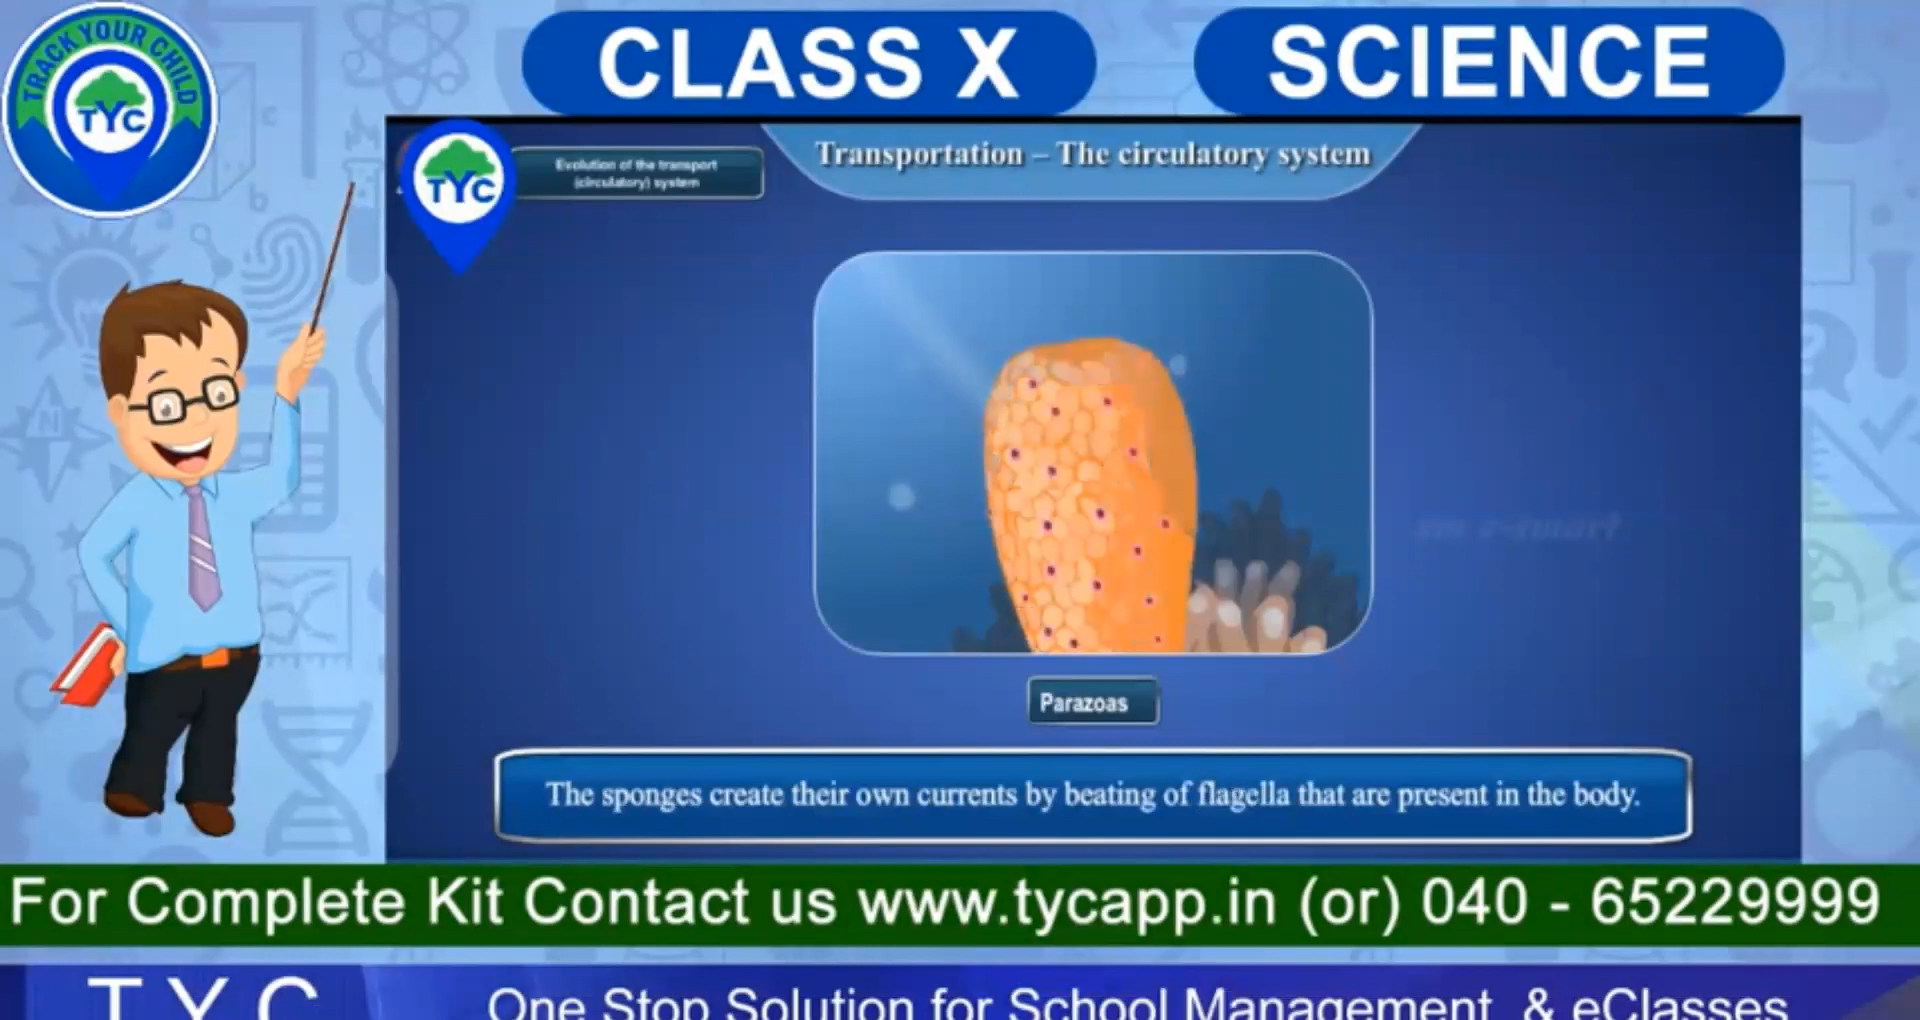 TRACK YOUR CHILD
TYC
CLASS X
SCIENCE
TYC
Evolution of the transport
(circulatory) system
Transportation – The circulatory system
Parazoas
The sponges create their own currents by beating of flagella that are present in the body.
For Complete Kit Contact us www.tycapp.in (or) 040 - 65229999
T Y C
One Stop Solution for School Management & eClasses